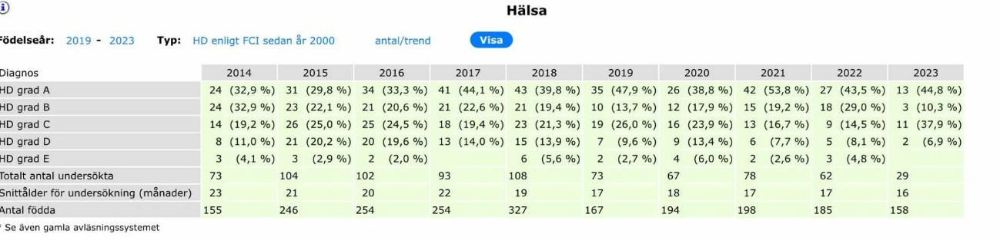 i
Hälsa
Födelseår: 2019 - 2023 Typ: HD enligt FCI sedan år 2000 antal/trend Visa
Diagnos 2014 2015 2016 2017 2018 2019 2020 2021 2022 2023
HD grad A 24 (32,9 %) 31 (29,8 %) 34 (33,3 %) 41 (44,1 %) 43 (39,8 %) 35 (47,9 %) 26 (38,8 %) 42 (53,8 %) 27 (43,5 %) 13 (44,8 %)
HD grad B 24 (32,9 %) 23 (22,1 %) 21 (20,6 %) 21 (22,6 %) 21 (19,4 %) 10 (13,7 %) 12 (17,9 %) 15 (19,2 %) 18 (29,0 %) 3 (10,3 %)
HD grad C 14 (19,2 %) 26 (25,0 %) 25 (24,5 %) 18 (19,4 %) 23 (21,3 %) 19 (26,0 %) 16 (23,9 %) 13 (16,7 %) 9 (14,5 %) 11 (37,9 %)
HD grad D 8 (11,0 %) 21 (20,2 %) 20 (19,6 %) 13 (14,0 %) 15 (13,9 %) 7 (9,6 %) 9 (13,4 %) 6 (7,7 %) 5 (8,1 %) 2 (6,9 %)
HD grad E 3 (4,1 %) 3 (2,9 %) 2 (2,0 %) 6 (5,6 %) 2 (2,7 %) 4 (6,0 %) 2 (2,6 %) 3 (4,8 %)
Totalt antal undersökta 73 104 102 93 108 73 67 78 62 29
Snittålder för undersökning (månader) 23 21 20 22 19 17 18 17 17 16
Antal födda 155 246 254 254 327 167 194 198 185 158
* Se även gamla avläsningssystemet